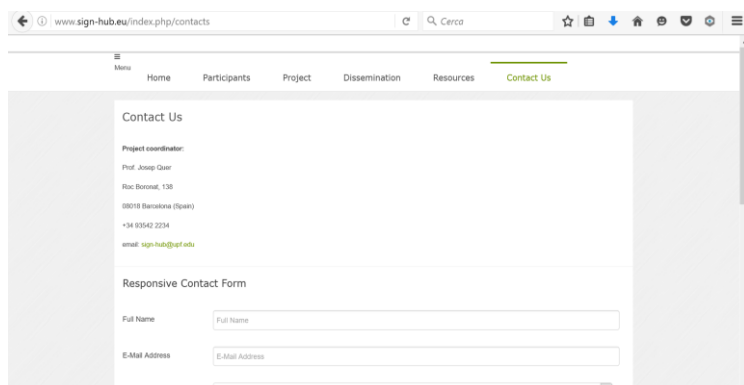 www.sign-hub.eu/index.php/contacts
Cerca
Menu
Home Participants Project Dissemination Resources Contact Us
Contact Us
Project coordinator:
Prof. Josep Quer
Roc Boronat, 138
08018 Barcelona (Spain)
+34 93542 2234
email: sign-hub@upf.edu
Responsive Contact Form
Full Name Full Name
E-Mail Address E-Mail Address